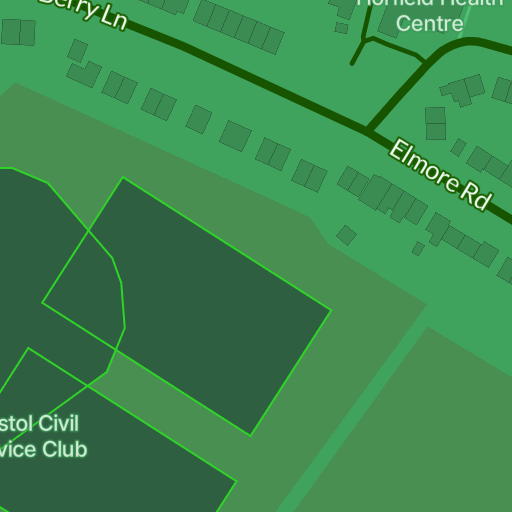 Berry Ln
Horfield Health
Centre
Elmore Rd
stol Civil
vice Club